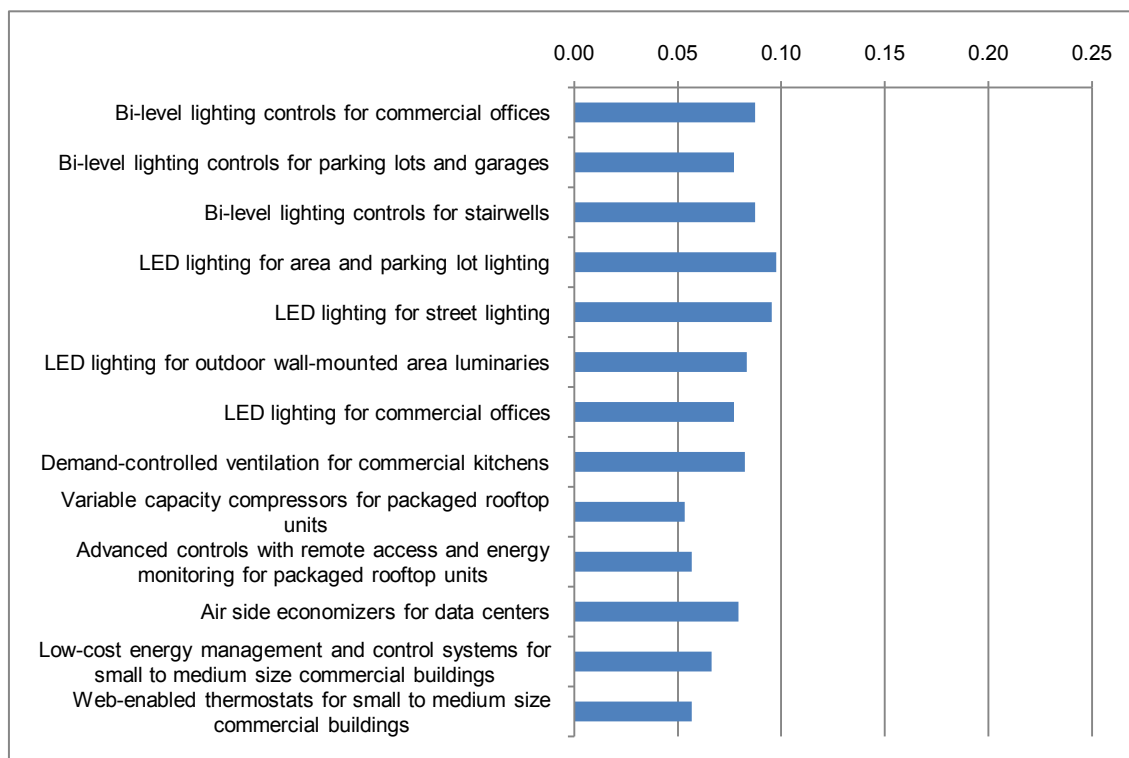 0.00 0.05 0.10 0.15 0.20 0.25
Bi-level lighting controls for commercial offices
Bi-level lighting controls for parking lots and garages
Bi-level lighting controls for stairwells
LED lighting for area and parking lot lighting
LED lighting for street lighting
LED lighting for outdoor wall-mounted area luminaries
LED lighting for commercial offices
Demand-controlled ventilation for commercial kitchens
Variable capacity compressors for packaged rooftop
units
Advanced controls with remote access and energy
monitoring for packaged rooftop units
Air side economizers for data centers
Low-cost energy management and control systems for
small to medium size commercial buildings
Web-enabled thermostats for small to medium size
commercial buildings